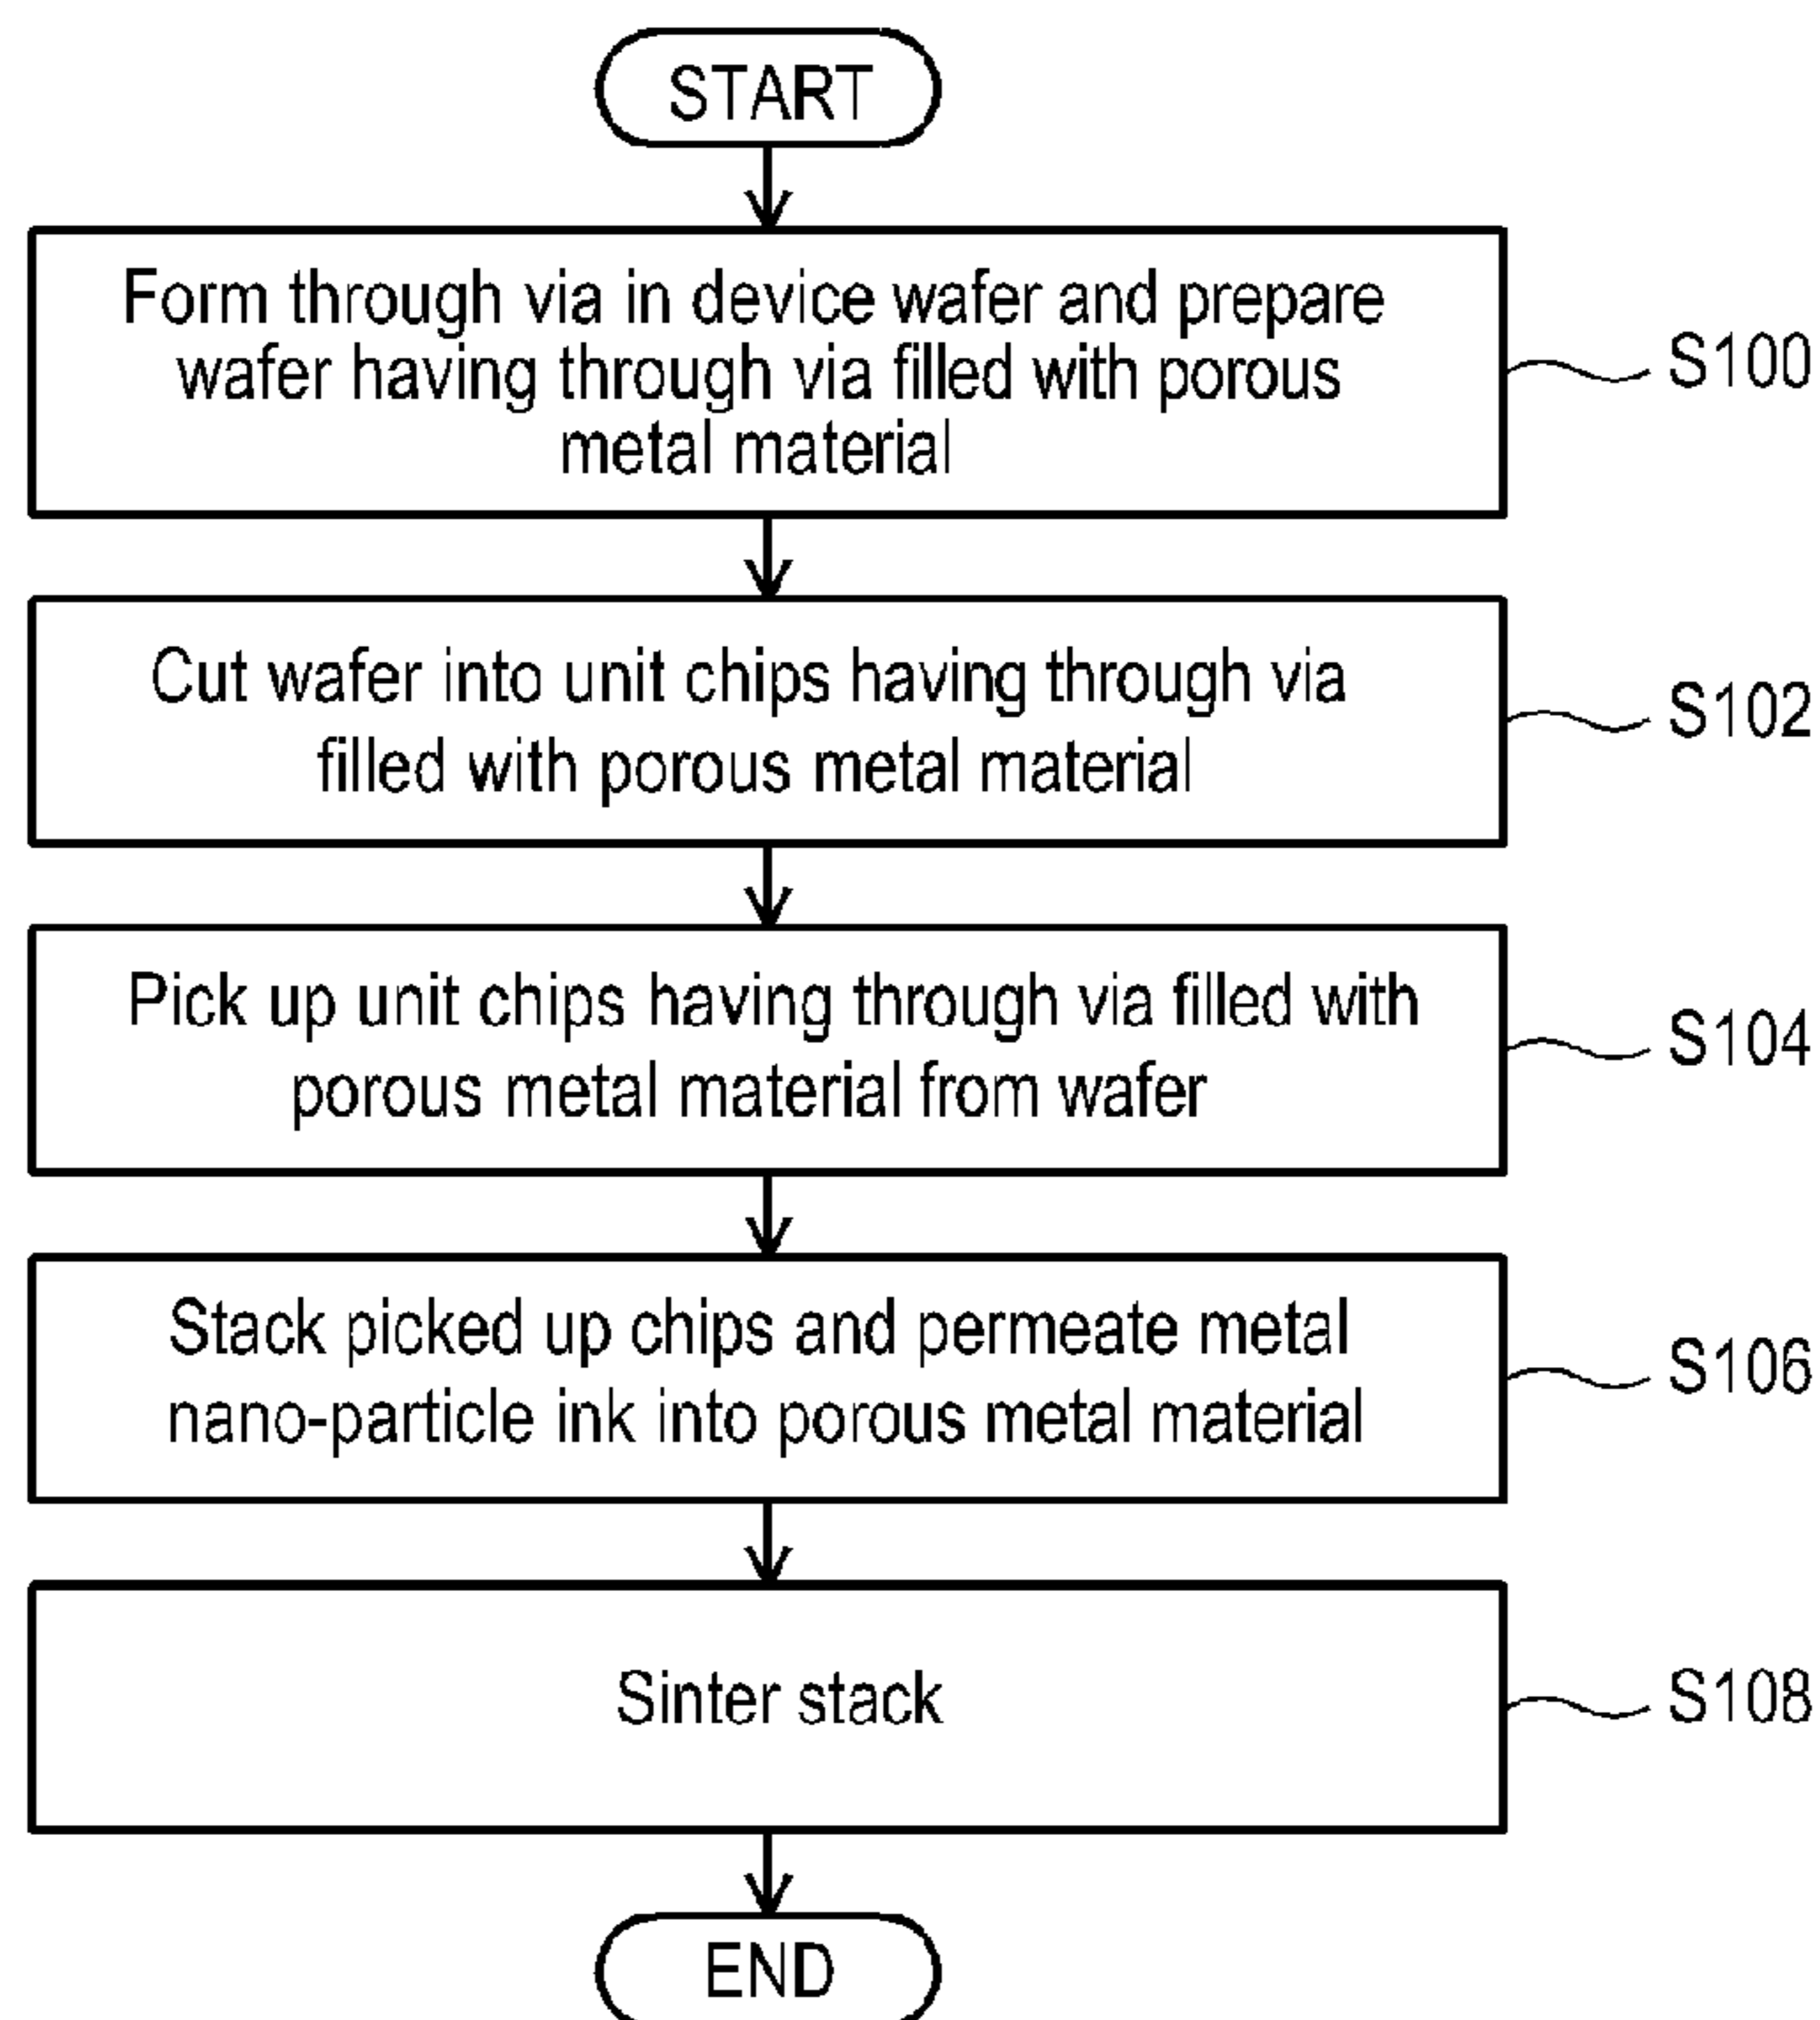 START
Form through via in device wafer and prepare
wafer having through via filled with porous
metal material
S100
Cut wafer into unit chips having through via
filled with porous metal material
S102
Pick up unit chips having through via filled with
porous metal material from wafer
S104
Stack picked up chips and permeate metal
nano-particle ink into porous metal material
S106
Sinter stack
S108
END